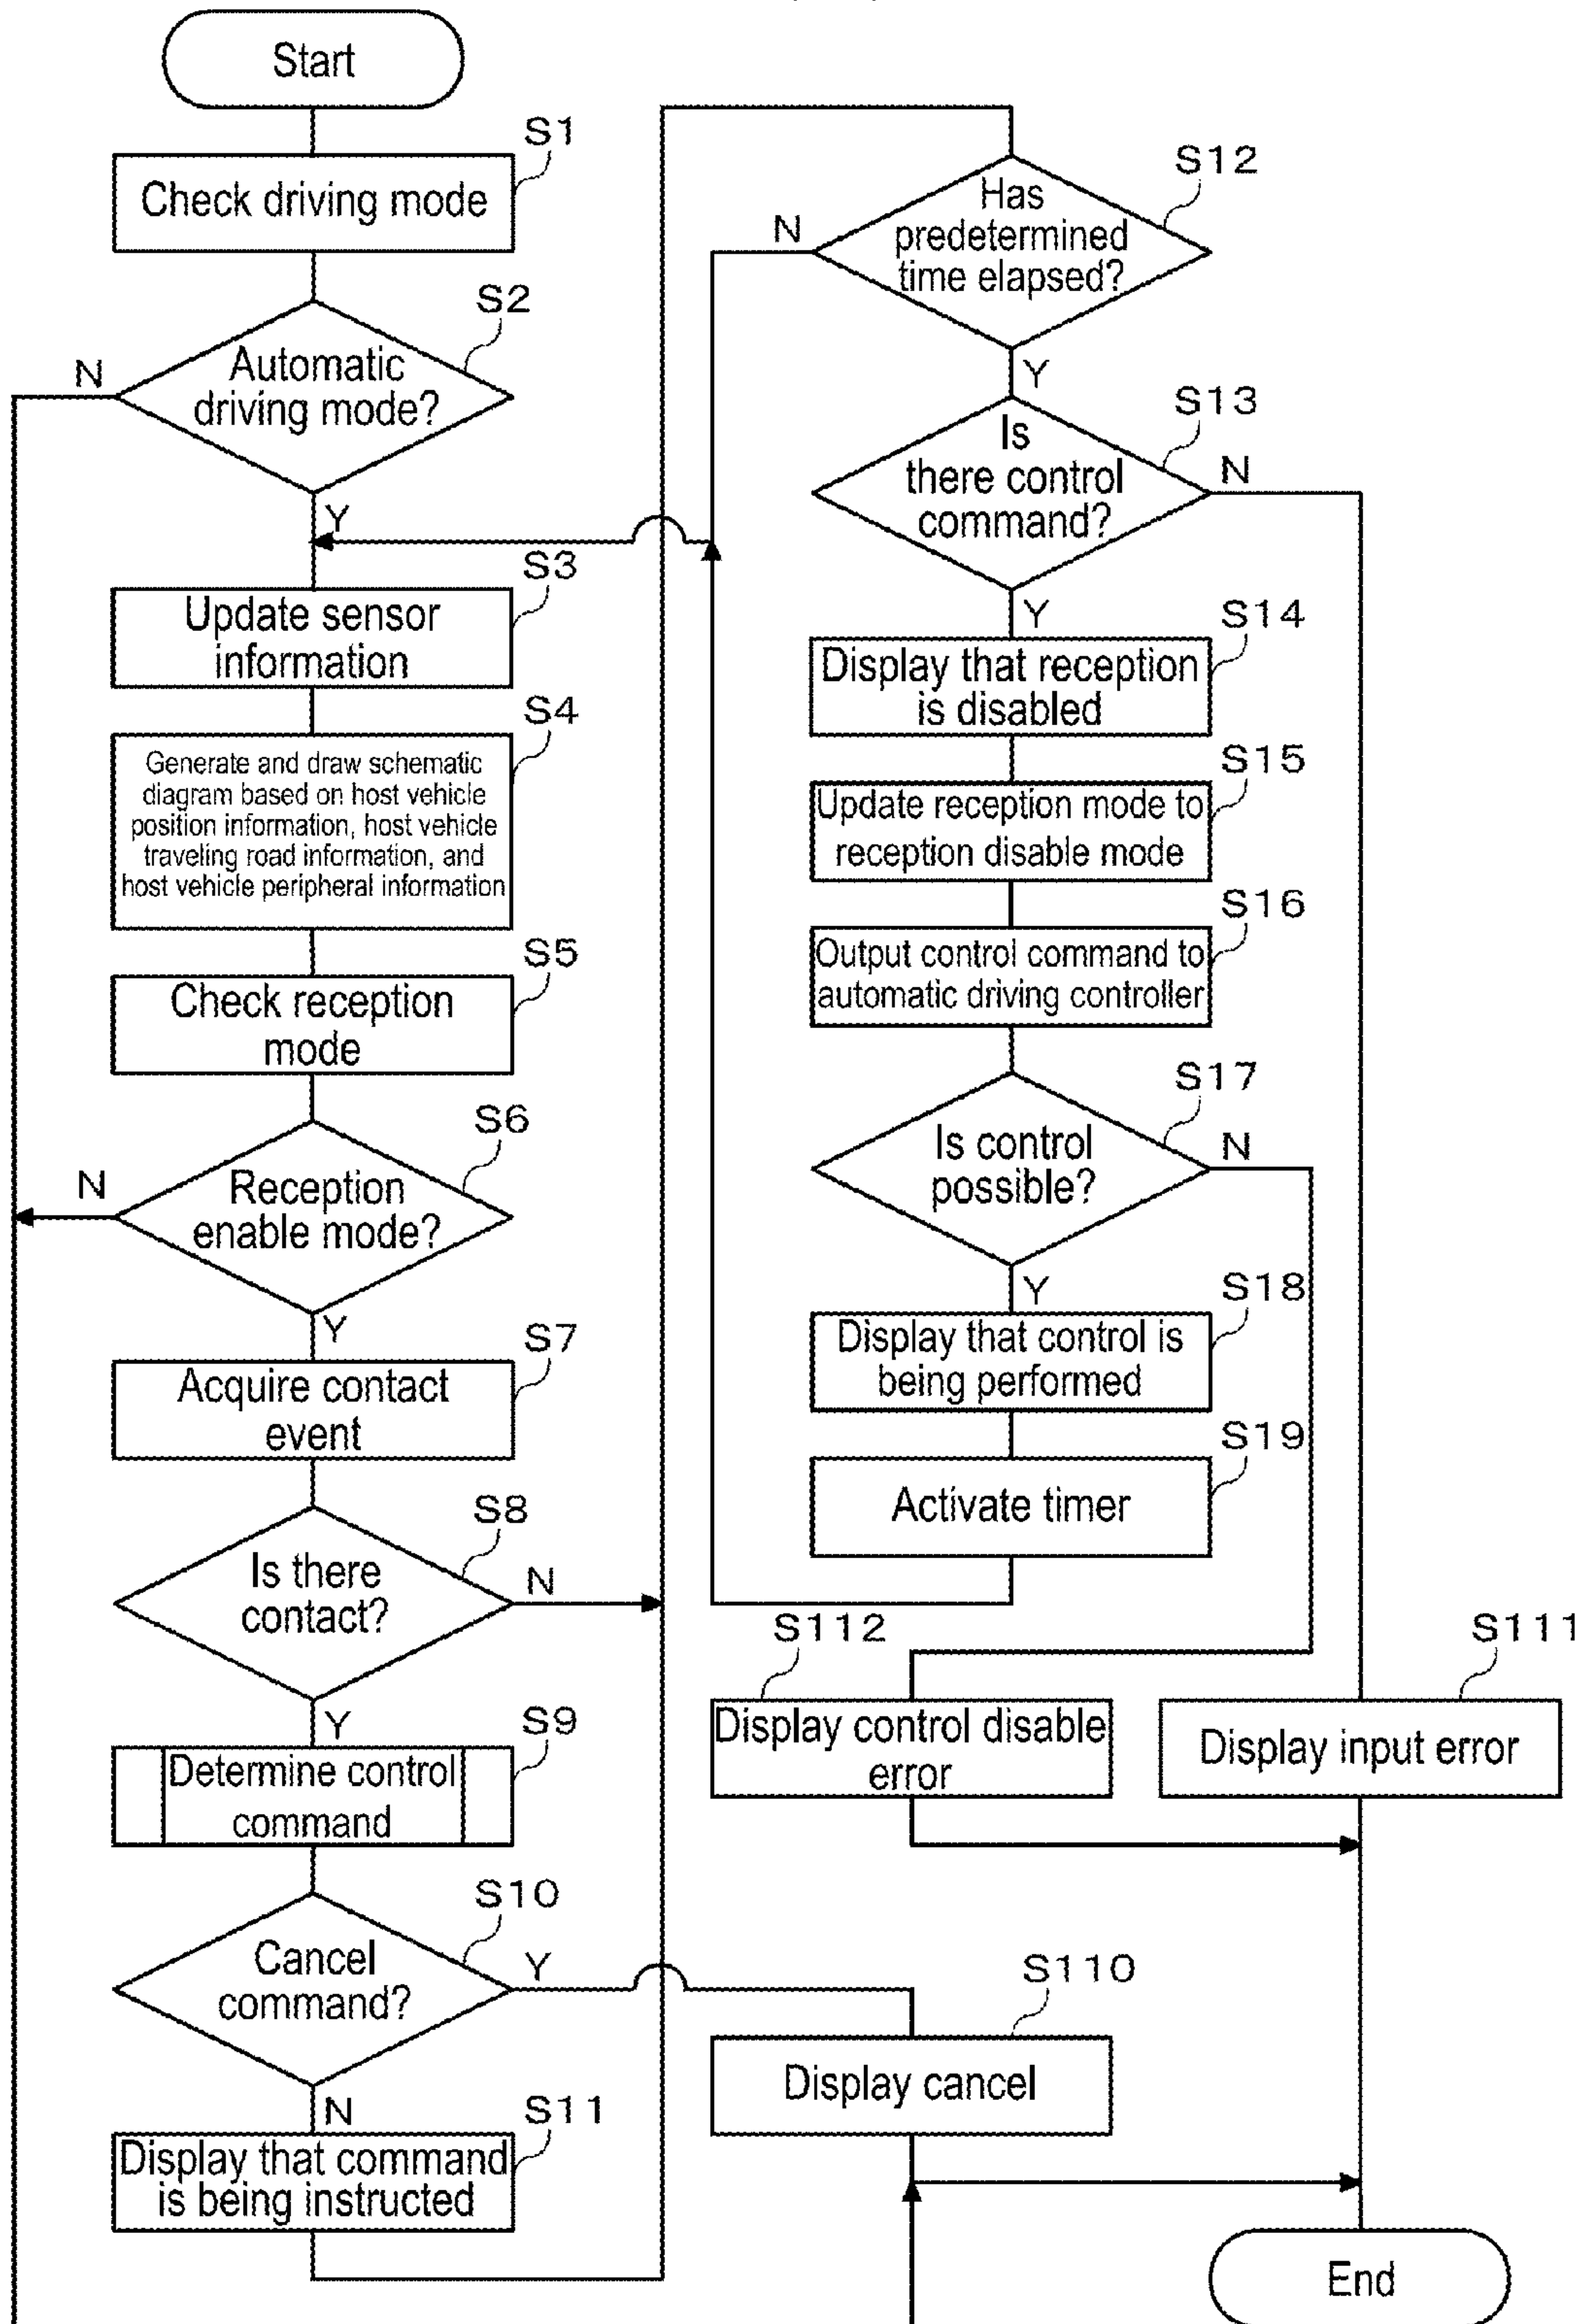 Start
S1
Check driving mode
S2
Automatic
driving mode?
N
Y
S3
Update sensor
information
S4
Generate and draw schematic
diagram based on host vehicle
position information, host vehicle
traveling road information, and
host vehicle peripheral information
S5
Check reception
mode
S6
Reception
enable mode?
N
Y
S7
Acquire contact
event
S8
Is there
contact?
N
Y
S9
Determine control
command
S10
Cancel
command?
Y
N
S11
Display that command
is being instructed
S12
Has
predetermined
time elapsed?
N
Y
S13
Is
there control
command?
N
Y
S14
Display that reception
is disabled
S15
Update reception mode to
reception disable mode
S16
Output control command to
automatic driving controller
S17
Is control
possible?
N
Y
S18
Display that control is
being performed
S19
Activate timer
S112
Display control disable
error
S111
Display input error
S110
Display cancel
End